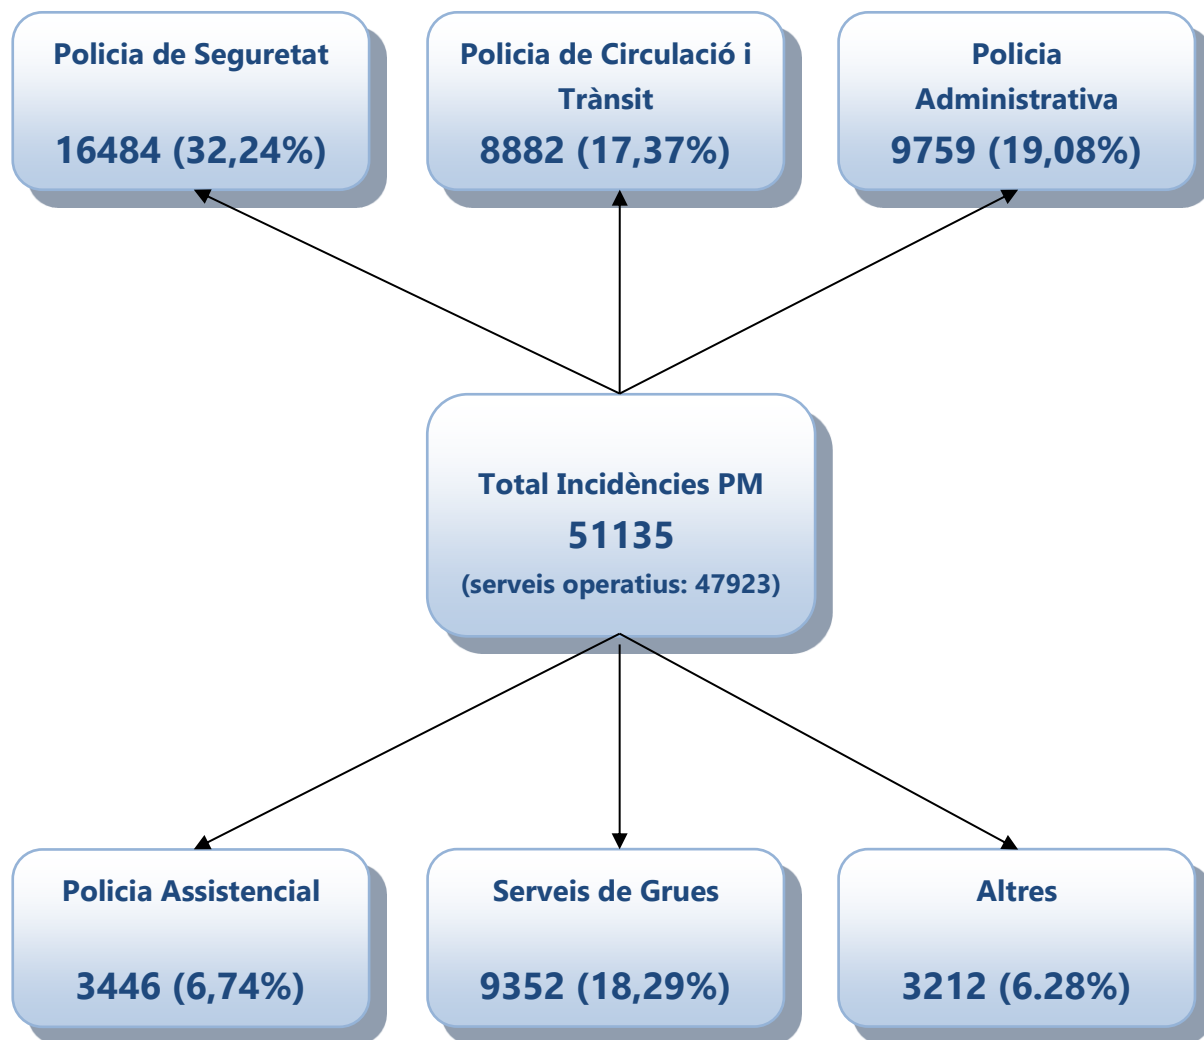 Policia de Seguretat
16484 (32,24%)
Policia de Circulació i
Trànsit
8882 (17,37%)
Policia
Administrativa
9759 (19,08%)
Total Incidències PM
51135
(serveis operatius: 47923)
Policia Assistencial
3446 (6,74%)
Serveis de Grues
9352 (18,29%)
Altres
3212 (6.28%)